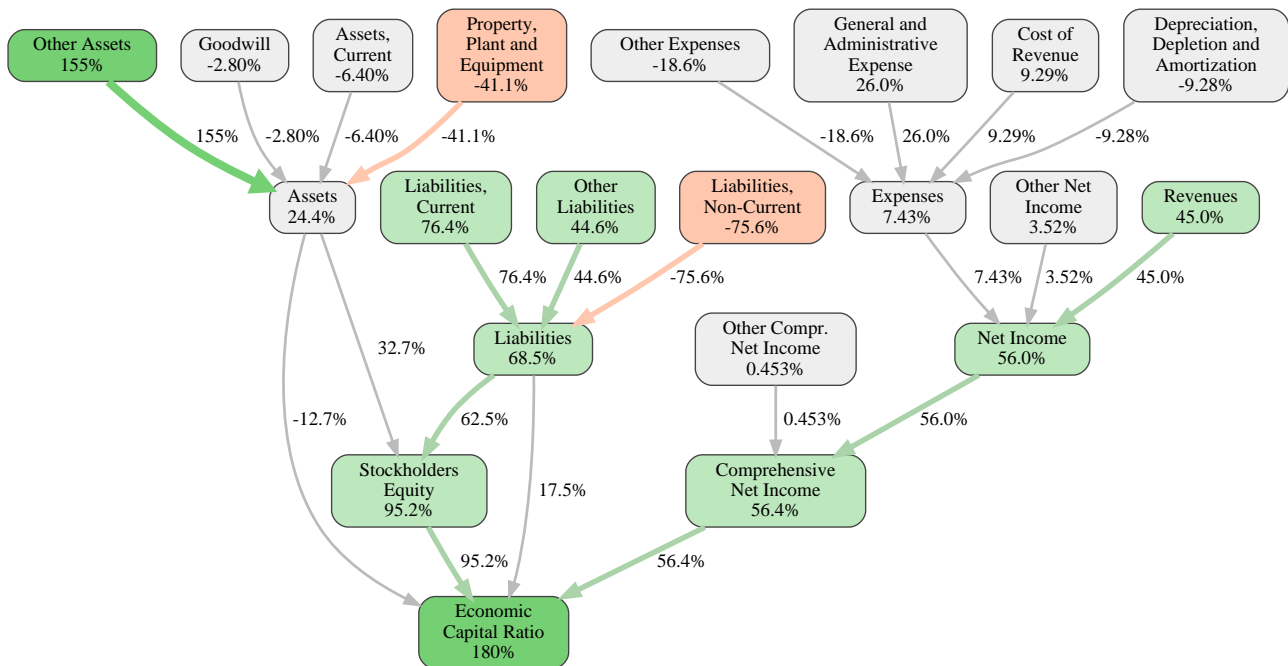 Other Assets
155%
Goodwill
-2.80%
Assets,
Current
-6.40%
Property,
Plant and
Equipment
-41.1%
Other Expenses
-18.6%
General and
Administrative
Expense
26.0%
Cost of
Revenue
9.29%
Depreciation,
Depletion and
Amortization
-9.28%
155%
-2.80%
-6.40%
-41.1%
-18.6%
26.0%
9.29%
-9.28%
Assets
24.4%
Liabilities,
Current
76.4%
Other
Liabilities
44.6%
Liabilities,
Non-Current
-75.6%
Expenses
7.43%
Other Net
Income
3.52%
Revenues
45.0%
76.4%
44.6%
-75.6%
7.43%
3.52%
45.0%
32.7%
Liabilities
68.5%
Other Compr.
Net Income
0.453%
Net Income
56.0%
-12.7%
62.5%
0.453%
56.0%
Stockholders
Equity
95.2%
17.5%
Comprehensive
Net Income
56.4%
95.2%
56.4%
Economic
Capital Ratio
180%